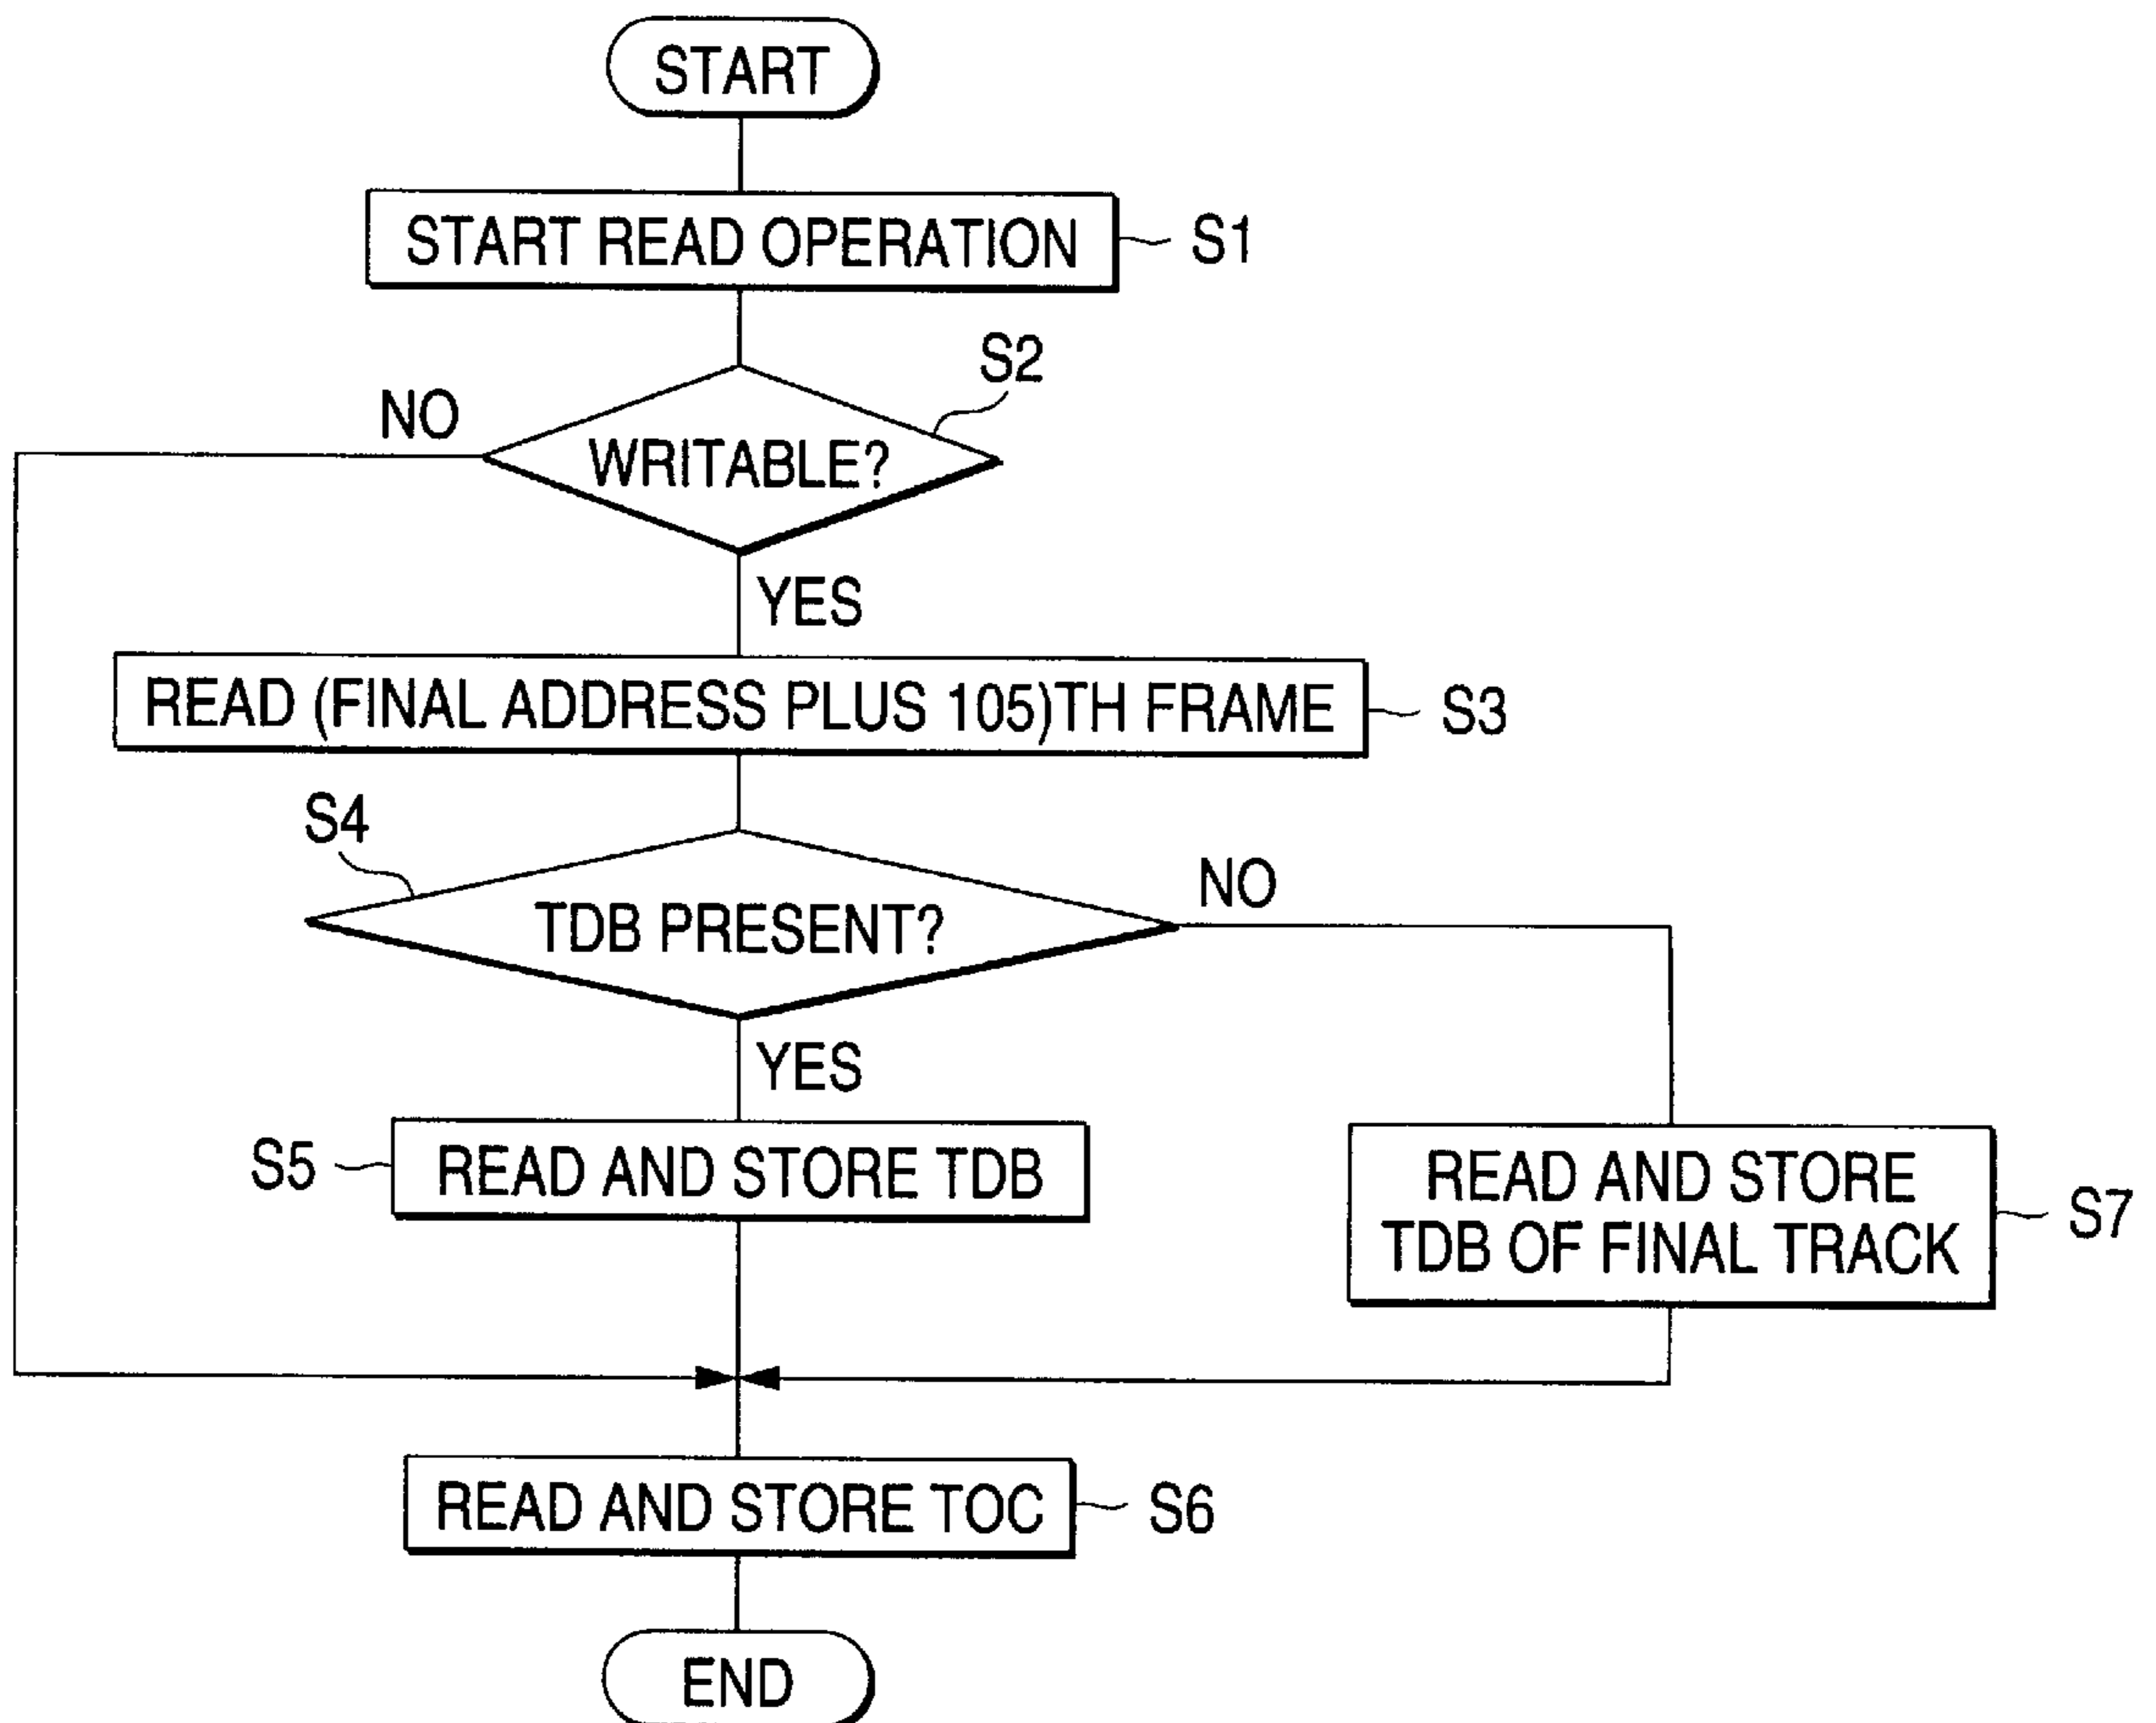 START
START READ OPERATION
S1
S2
NO
WRITABLE?
YES
READ (FINAL ADDRESS PLUS 105)TH FRAME
S3
S4
NO
TDB PRESENT?
YES
S5
READ AND STORE TDB
READ AND STORE
TDB OF FINAL TRACK
S7
READ AND STORE TOC
S6
END